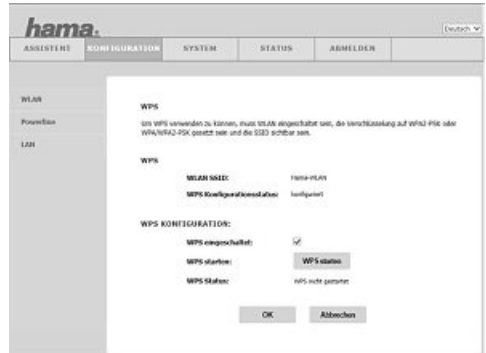 hama.
Deutsch
ASSISTENT KONFIGURATION SYSTEM STATUS ABMELDEN
WLAN
Powerline
LAN
WPS
Um WPS verwenden zu können, muss WLAN eingeschaltet sein, die Verschlüsselung auf WPA2-PSK oder
WPA/WPA2-PSK gesetzt sein und die SSID sichtbar sein.
WPS
WLAN SSID: Hama-WLAN
WPS Konfigurationsstatus: konfiguriert
WPS KONFIGURATION:
WPS eingeschaltet:
WPS starten: WPS starten
WPS Status: WPS nicht gestartet
OK Abbrechen